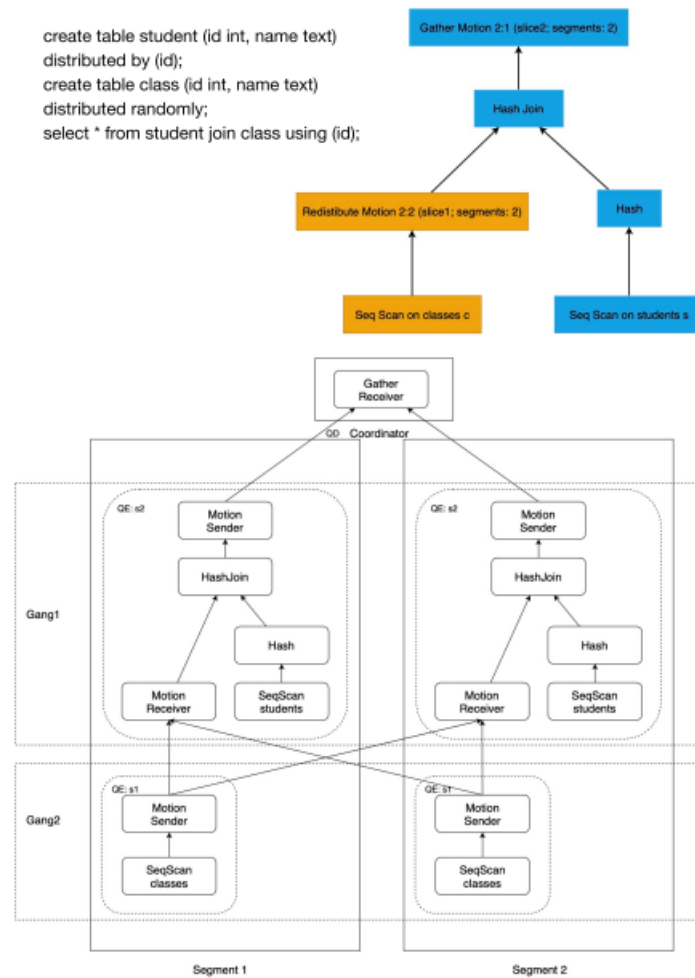 create table student (id int, name text)
distributed by (id);
create table class (id int, name text)
distributed randomly;
select * from student join class using (id);
Gather Motion 2:1 (slice2; segments: 2)
Hash Join
Redistibute Motion 2:2 (slice1; segments: 2)
Hash
Seq Scan on classes c
Seq Scan on students s
Gather
Receiver
QD
Coordinator
Gang1
QE: s2
Motion
Sender
HashJoin
Hash
Motion
Receiver
SeqScan
students
QE: s2
Motion
Sender
HashJoin
Hash
Motion
Receiver
SeqScan
students
Gang2
QE: s1
Motion
Sender
SeqScan
classes
QE: s1
Motion
Sender
SeqScan
classes
Segment 1
Segment 2